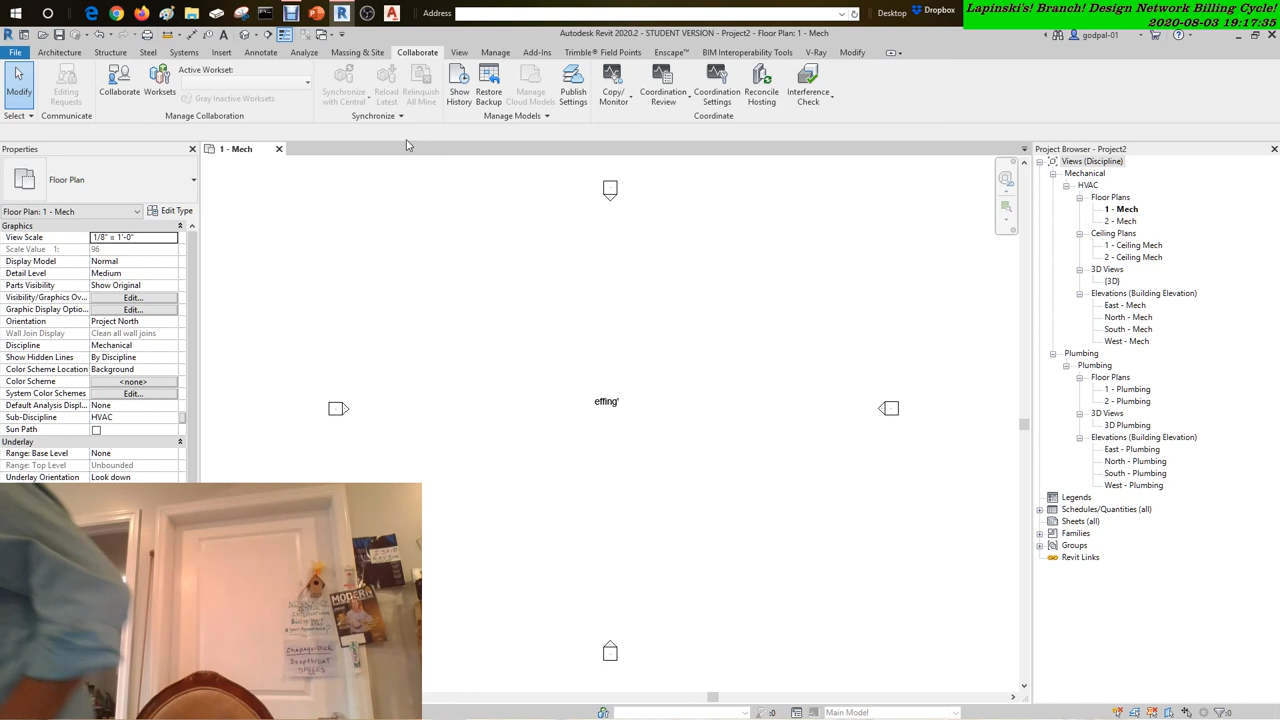 Address
Desktop
Dropbox
Lapinski's! Branch! Design Network Billing Cycle!
2020-08-03 19:17:35
Autodesk Revit 2020.2 - STUDENT VERSION - Project2 - Floor Plan: 1 - Mech
godpal-01
File Architecture Structure Steel Systems Insert Annotate Analyze Massing & Site Collaborate View Manage Add-Ins Trimble® Field Points Enscape™ BIM Interoperability Tools V-Ray Modify
Modify
Editing Requests
Collaborate
Worksets
Active Workset:
Gray Inactive Worksets
Synchronize with Central
Reload Latest
Relinquish All Mine
Show History
Restore Backup
Manage Cloud Models
Publish Settings
Copy/ Monitor
Coordination Review
Coordination Settings
Reconcile Hosting
Interference Check
Select Communicate Manage Collaboration Synchronize Manage Models Coordinate
Properties
1 - Mech
Floor Plan
Floor Plan: 1 - Mech Edit Type
Graphics
View Scale 1/8" = 1'-0"
Scale Value 1: 96
Display Model Normal
Detail Level Medium
Parts Visibility Show Original
Visibility/Graphics Ov... Edit...
Graphic Display Optio... Edit...
Orientation Project North
Wall Join Display Clean all wall joins
Discipline Mechanical
Show Hidden Lines By Discipline
Color Scheme Location Background
Color Scheme <none>
System Color Schemes Edit...
Default Analysis Displ... None
Sub-Discipline HVAC
Sun Path
Underlay
Range: Base Level None
Range: Top Level Unbounded
Underlay Orientation Look down
effing'
Project Browser - Project2
Views (Discipline)
Mechanical
HVAC
Floor Plans
1 - Mech
2 - Mech
Ceiling Plans
1 - Ceiling Mech
2 - Ceiling Mech
3D Views
{3D}
Elevations (Building Elevation)
East - Mech
North - Mech
South - Mech
West - Mech
Plumbing
Plumbing
Floor Plans
1 - Plumbing
2 - Plumbing
3D Views
3D Plumbing
Elevations (Building Elevation)
East - Plumbing
North - Plumbing
South - Plumbing
West - Plumbing
Legends
Schedules/Quantities (all)
Sheets (all)
Families
Groups
Revit Links
MODERN
Deepthroat
SPEAKS
:0
Main Model
:0